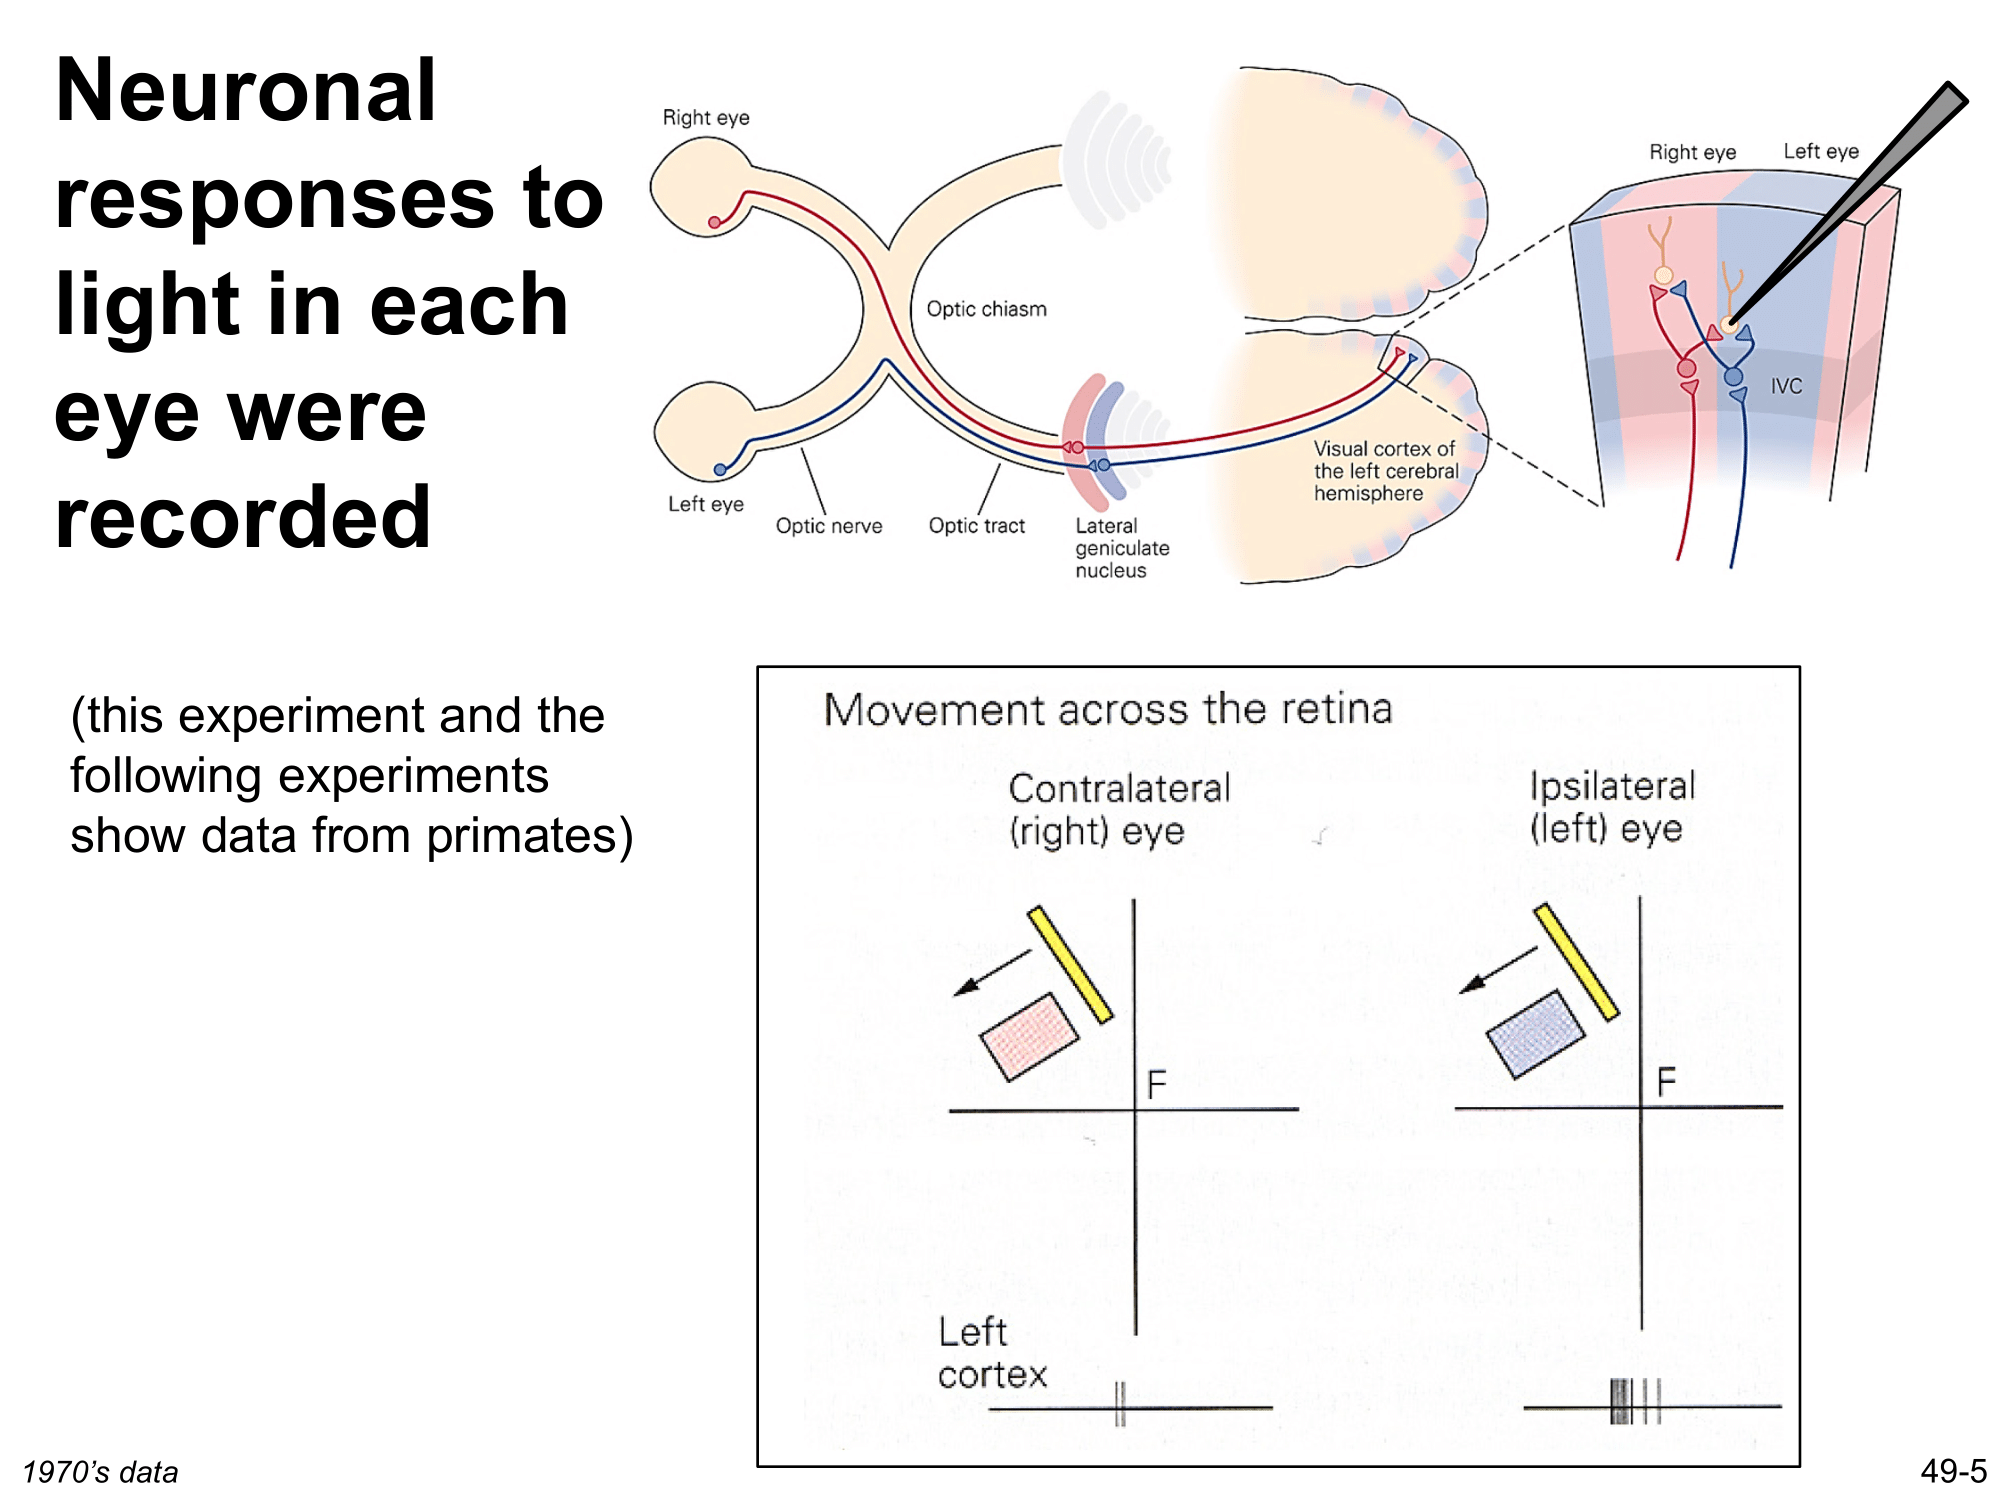 Neuronal
responses to
light in each
eye were
recorded
(this experiment and the
following experiments
show data from primates)
Right eye
Optic chiasm
Left eye
Optic nerve
Optic tract
Lateral
geniculate
nucleus
Visual cortex of
the left cerebral
hemisphere
Right eye
Left eye
IVC
Movement across the retina
Contralateral
(right) eye
Ipsilateral
(left) eye
F
F
Left
cortex
1970’s data
49-5